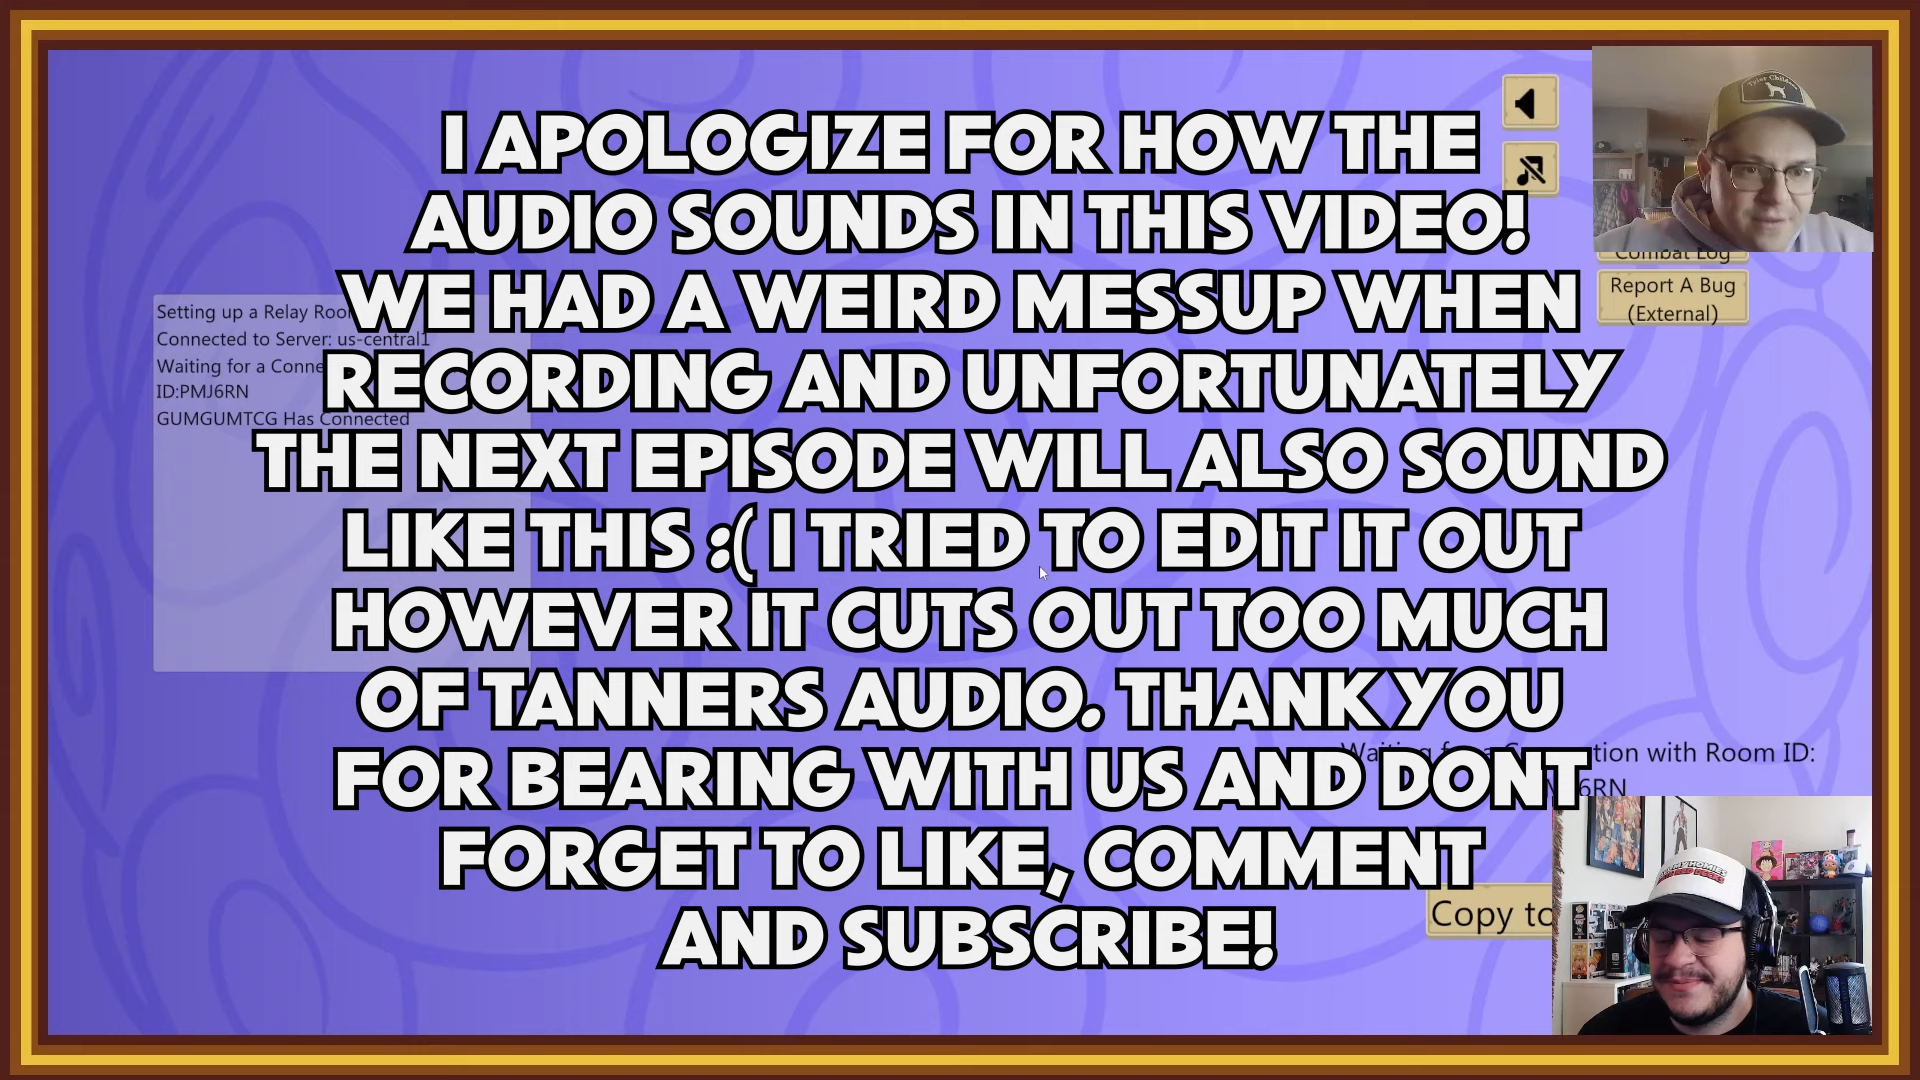 I APOLOGIZE FOR HOW THE
AUDIO SOUNDS IN THIS VIDEO!
WE HAD A WEIRD MESSUP WHEN
RECORDING AND UNFORTUNATELY
THE NEXT EPISODE WILL ALSO SOUND
LIKE THIS :( I TRIED TO EDIT IT OUT
HOWEVER IT CUTS OUT TOO MUCH
OF TANNERS AUDIO. THANK YOU
FOR BEARING WITH US AND DONT
FORGET TO LIKE, COMMENT
AND SUBSCRIBE!
Setting up a Relay
Connected to Server: us-central1
Waiting for a
ID:PMJ6RN
GUMGUMTCG Has Connected
Combat Log
Report A Bug
(External)
with Room ID:
6RN
Copy to